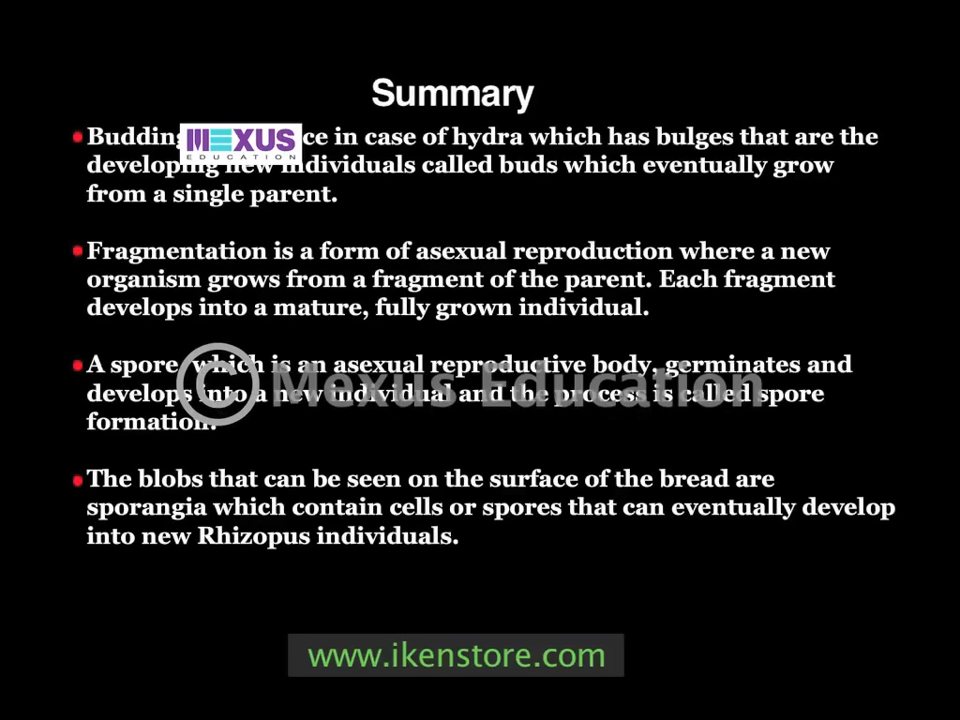 Summary
Budding ce in case of hydra which has bulges that are the
MEXUS
EDUCATION
developing new individuals called buds which eventually grow
from a single parent.
Fragmentation is a form of asexual reproduction where a new
organism grows from a fragment of the parent. Each fragment
develops into a mature, fully grown individual.
A spore, which is an asexual reproductive body, germinates and
© Mexus Education
develops into a new individual and the process is called spore
formation.
The blobs that can be seen on the surface of the bread are
sporangia which contain cells or spores that can eventually develop
into new Rhizopus individuals.
www.ikenstore.com